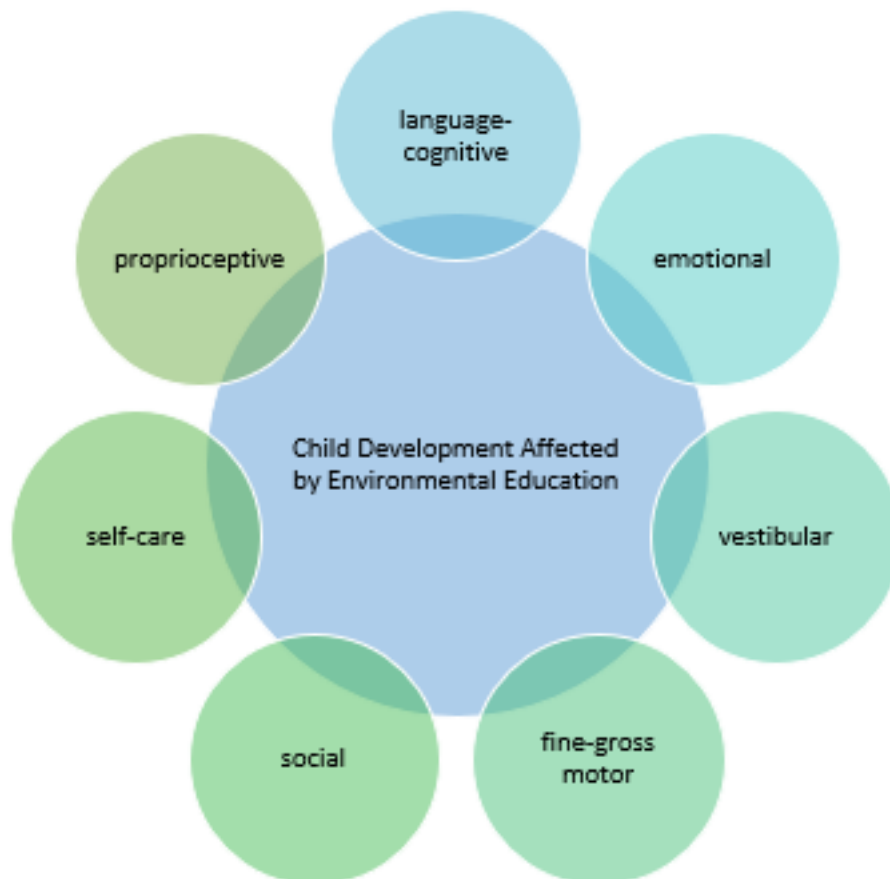 language-
cognitive
proprioceptive
emotional
Child Development Affected
by Environmental Education
self-care
vestibular
social
fine-gross
motor